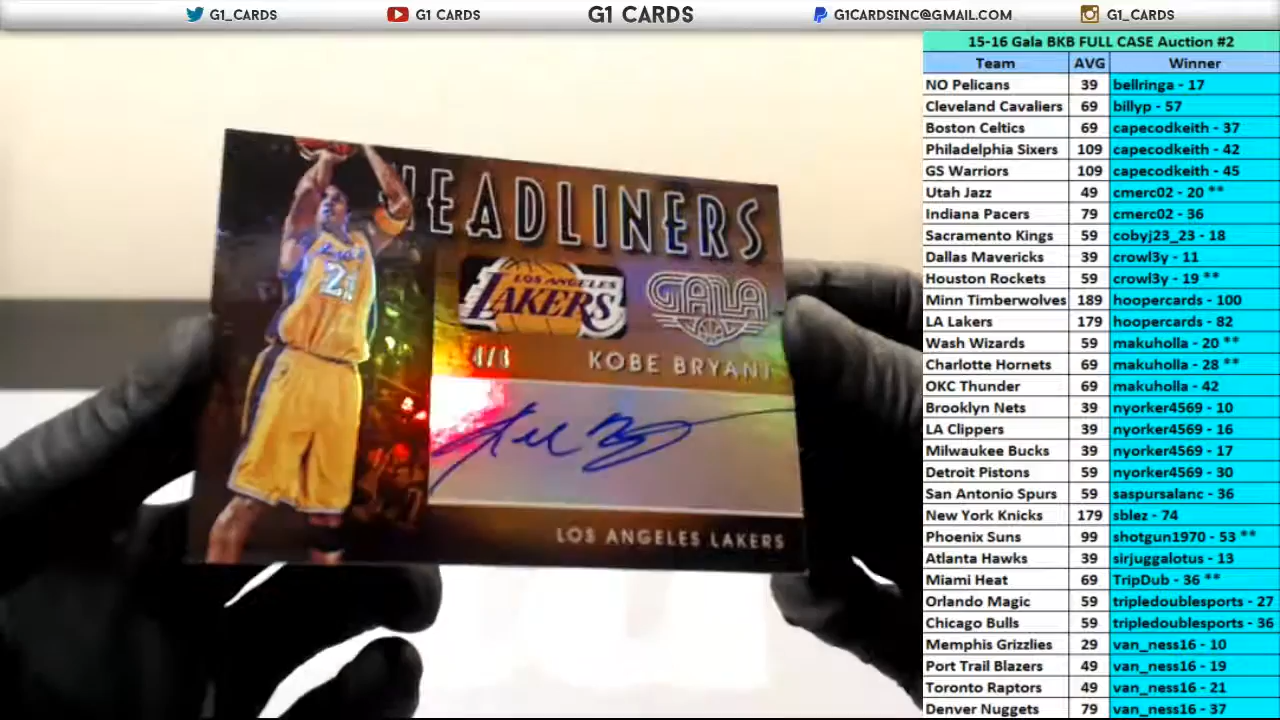 G1_CARDS
G1 CARDS
G1 CARDS
G1CARDSINC@GMAIL.COM
G1_CARDS
HEADLINERS
LOS ANGELES
LAKERS
GALA
KOBE BRYANT
LOS ANGELES LAKERS
15-16 Gala BKB FULL CASE Auction #2
Team AVG Winner
NO Pelicans 39 bellringa - 17
Cleveland Cavaliers 69 billyp - 57
Boston Celtics 69 capecodkeith - 37
Philadelphia Sixers 109 capecodkeith - 42
GS Warriors 109 capecodkeith - 45
Utah Jazz 49 cmerc02 - 20 **
Indiana Pacers 79 cmerc02 - 36
Sacramento Kings 59 cobyj23_23 - 18
Dallas Mavericks 39 crowl3y - 11
Houston Rockets 59 crowl3y - 19 **
Minn Timberwolves 189 hoopercards - 100
LA Lakers 179 hoopercards - 82
Wash Wizards 59 makuholla - 20 **
Charlotte Hornets 69 makuholla - 28 **
OKC Thunder 69 makuholla - 42
Brooklyn Nets 39 nyorker4569 - 10
LA Clippers 39 nyorker4569 - 16
Milwaukee Bucks 39 nyorker4569 - 17
Detroit Pistons 59 nyorker4569 - 30
San Antonio Spurs 59 saspursalanc - 36
New York Knicks 179 sblez - 74
Phoenix Suns 99 shotgun1970 - 53 **
Atlanta Hawks 39 sirjuggalotus - 13
Miami Heat 69 TripDub - 36 **
Orlando Magic 59 tripledoublesports - 27
Chicago Bulls 59 tripledoublesports - 36
Memphis Grizzlies 29 van_ness16 - 10
Port Trail Blazers 49 van_ness16 - 19
Toronto Raptors 49 van_ness16 - 21
Denver Nuggets 79 van_ness16 - 37